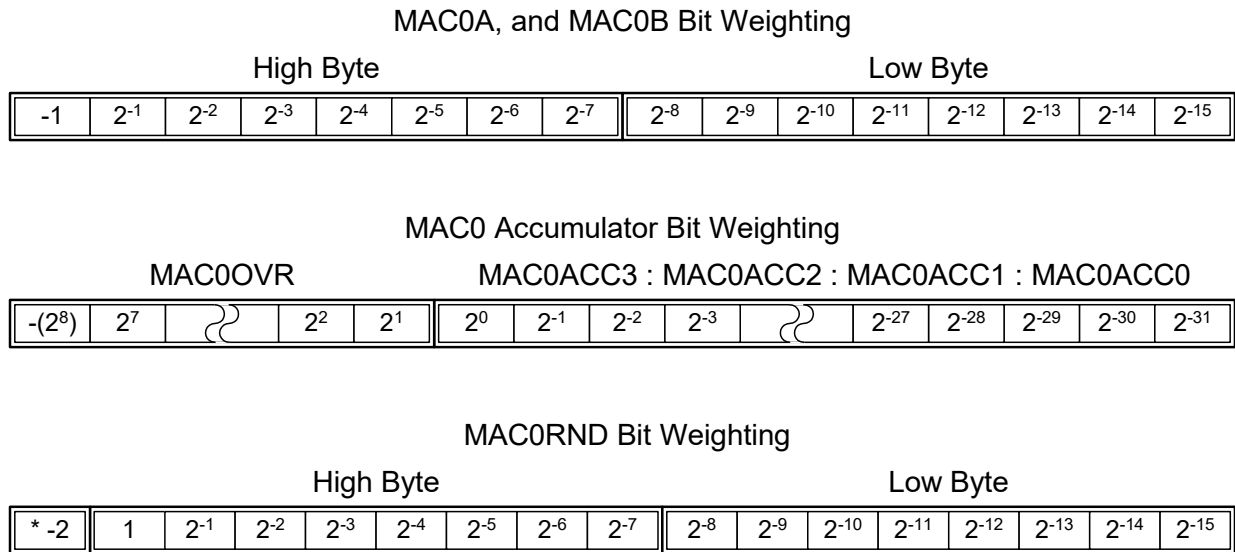 MAC0A, and MAC0B Bit Weighting
High Byte Low Byte
-1 2⁻¹ 2⁻² 2⁻³ 2⁻⁴ 2⁻⁵ 2⁻⁶ 2⁻⁷ 2⁻⁸ 2⁻⁹ 2⁻¹⁰ 2⁻¹¹ 2⁻¹² 2⁻¹³ 2⁻¹⁴ 2⁻¹⁵
MAC0 Accumulator Bit Weighting
MAC0OVR MAC0ACC3 : MAC0ACC2 : MAC0ACC1 : MAC0ACC0
-(2⁸) 2⁷ 2² 2¹ 2⁰ 2⁻¹ 2⁻² 2⁻³ 2⁻²⁷ 2⁻²⁸ 2⁻²⁹ 2⁻³⁰ 2⁻³¹
MAC0RND Bit Weighting
High Byte Low Byte
* -2 1 2⁻¹ 2⁻² 2⁻³ 2⁻⁴ 2⁻⁵ 2⁻⁶ 2⁻⁷ 2⁻⁸ 2⁻⁹ 2⁻¹⁰ 2⁻¹¹ 2⁻¹² 2⁻¹³ 2⁻¹⁴ 2⁻¹⁵